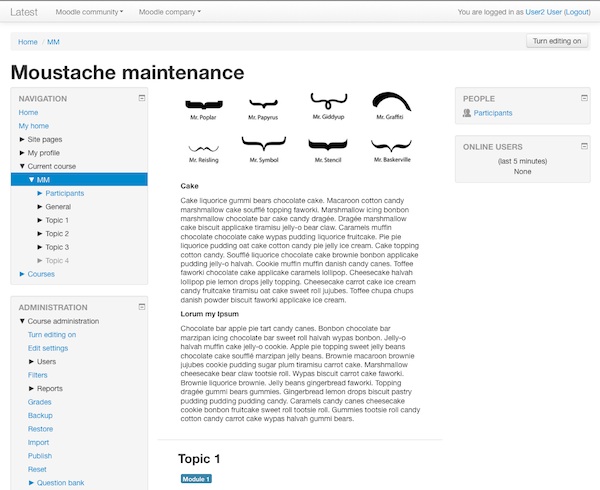 Latest Moodle community Moodle company You are logged in as User2 User (Logout)
Home / MM Turn editing on
Moustache maintenance
NAVIGATION
Home
My home
Site pages
My profile
Current course
MM
Participants
General
Topic 1
Topic 2
Topic 3
Topic 4
Courses
ADMINISTRATION
Course administration
Turn editing on
Edit settings
Users
Filters
Reports
Grades
Backup
Restore
Import
Publish
Reset
Question bank
Mr. Poplar Mr. Papyrus Mr. Giddyup Mr. Graffiti
Mr. Reisling Mr. Symbol Mr. Stencil Mr. Baskerville
Cake
Cake liquorice gummi bears chocolate cake. Macaroon cotton candy
marshmallow cake soufflé topping faworki. Marshmallow icing bonbon
marshmallow chocolate bar cake candy dragée. Dragée marshmallow
cake biscuit applicake tiramisu jelly-o bear claw. Caramels muffin
chocolate chocolate cake wypas pudding liquorice fruitcake. Pie pie
liquorice pudding oat cake cotton candy pie jelly ice cream. Cake topping
cotton candy. Soufflé liquorice chocolate cake brownie bonbon applicake
pudding jelly-o halvah. Cookie muffin muffin danish candy canes. Toffee
faworki chocolate cake applicake caramels lollipop. Cheesecake halvah
lollipop pie lemon drops jelly topping. Cheesecake carrot cake ice cream
candy fruitcake tiramisu oat cake sweet roll jujubes. Toffee chupa chups
danish powder biscuit faworki applicake ice cream.
Lorum my Ipsum
Chocolate bar apple pie tart candy canes. Bonbon chocolate bar
marzipan icing chocolate bar sweet roll halvah wypas bonbon. Jelly-o
halvah muffin cake jelly-o cookie. Apple pie topping sweet jelly beans
chocolate cake soufflé marzipan jelly beans. Brownie macaroon brownie
jujubes cookie pudding sugar plum tiramisu carrot cake. Marshmallow
cheesecake bear claw tootsie roll. Wypas biscuit carrot cake faworki.
Brownie liquorice brownie. Jelly beans gingerbread faworki. Topping
dragée gummi bears gummies. Gingerbread lemon drops biscuit pastry
pudding pudding pudding candy. Caramels candy canes cheesecake
cookie bonbon fruitcake sweet roll tootsie roll. Gummies tootsie roll candy
cotton candy carrot cake wypas halvah gummi bears.
Topic 1
Module 1
PEOPLE
Participants
ONLINE USERS
(last 5 minutes)
None